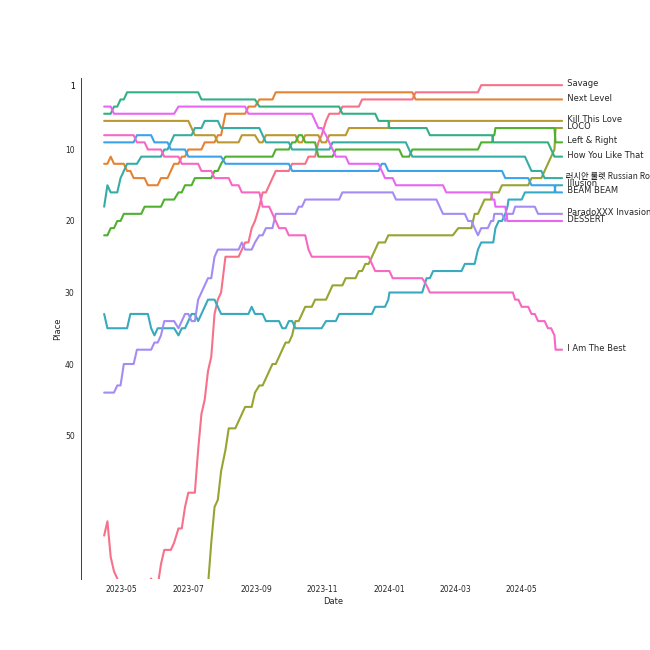 Savage
Next Level
Kill This Love
LOCO
Left & Right
How You Like That
러시안 룰렛 Russian Ro
Illusion
BEAM BEAM
ParadoXXX Invasion
DESSERT
I Am The Best
1
10
20
30
40
50
Place
2023-05 2023-07 2023-09 2023-11 2024-01 2024-03 2024-05
Date